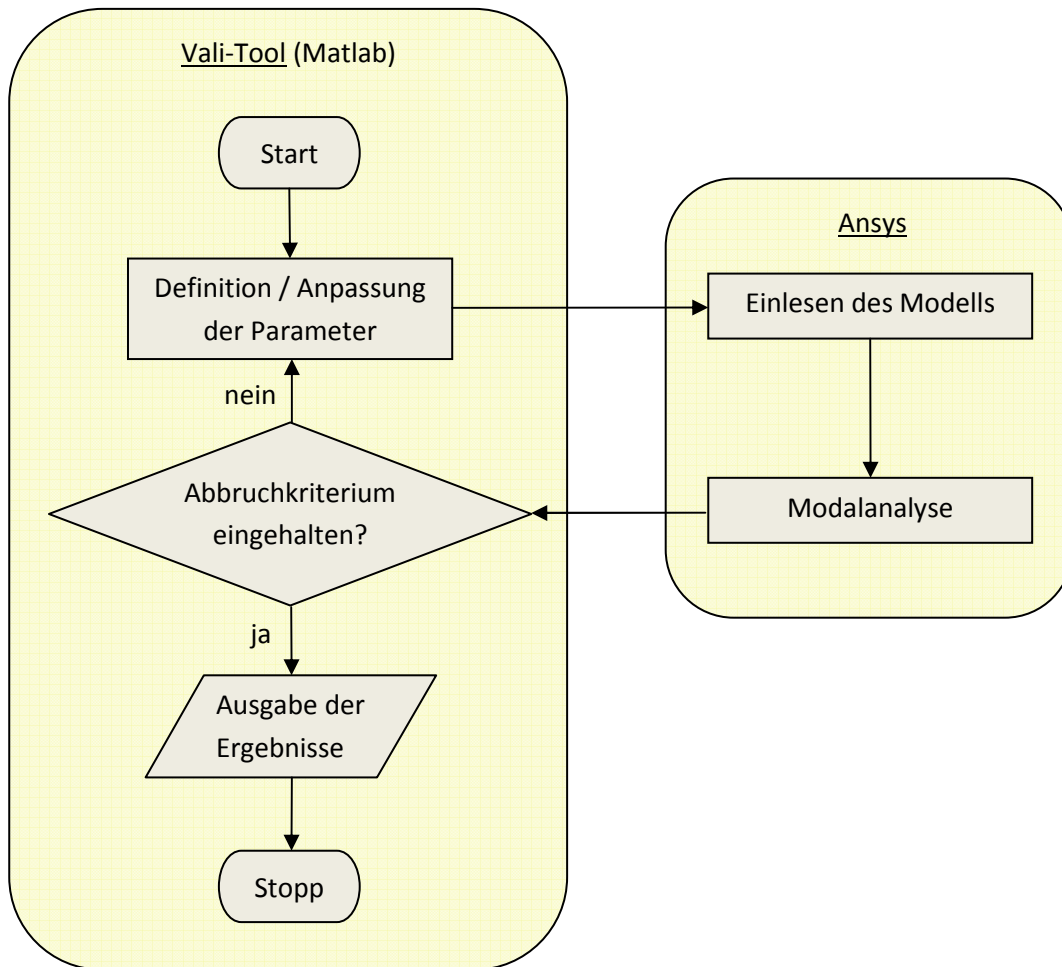 Vali-Tool (Matlab)
Start
Definition / Anpassung
der Parameter
nein
Abbruchkriterium
eingehalten?
ja
Ausgabe der
Ergebnisse
Stopp
Ansys
Einlesen des Modells
Modalanalyse